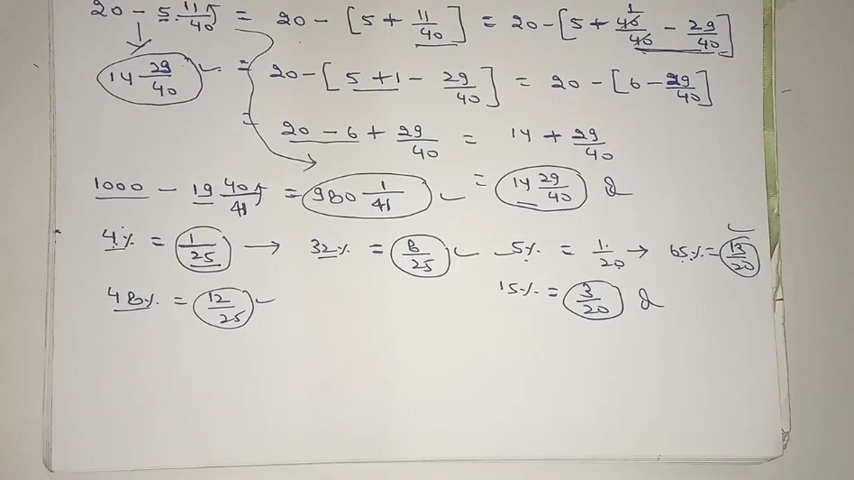 20 - 5 11/40 = 20 - [5 + 11/40] = 20 - [5 + 40/40 1 - 29/40]
14 29/40 = 20 - [5 + 1 - 29/40] = 20 - [6 - 29/40]
= 20 - 6 + 29/40 = 14 + 29/40
1000 - 19 40/41 = 980 1/41 = 14 29/40
4% = 1/25 → 32% = 8/25 5% = 1/20 → 65% = 13/20
48% = 12/25 15% = 3/20